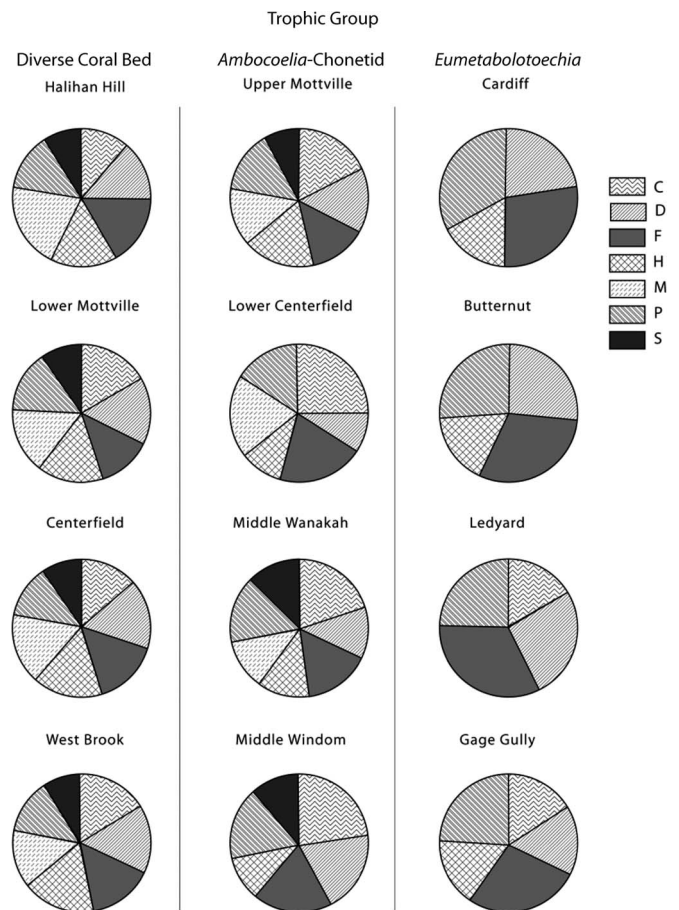 Trophic Group
Diverse Coral Bed
Ambocoelia-Chonetid
Eumetabolotoechia
Halihan Hill
Upper Mottville
Cardiff
C
D
F
H
M
P
S
Lower Mottville
Lower Centerfield
Butternut
Centerfield
Middle Wanakah
Ledyard
West Brook
Middle Windom
Gage Gully